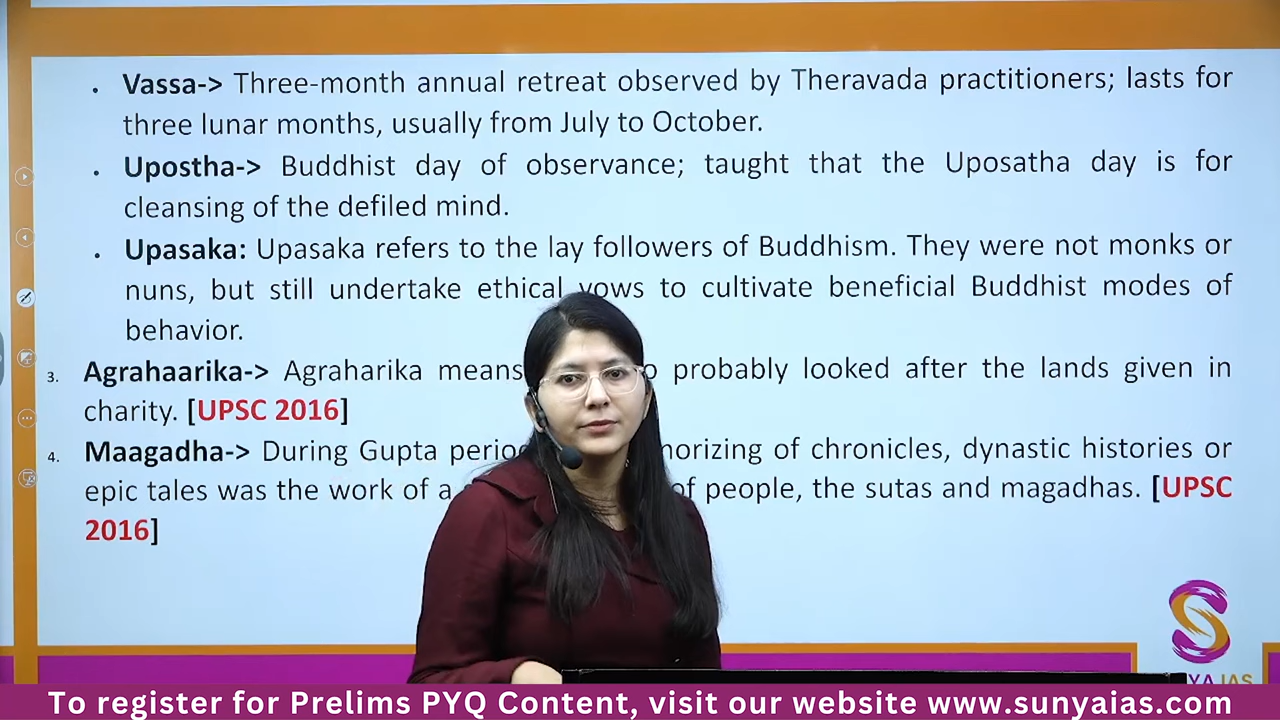 • Vassa-> Three-month annual retreat observed by Theravada practitioners; lasts for
three lunar months, usually from July to October.
• Upostha-> Buddhist day of observance; taught that the Uposatha day is for
cleansing of the defiled mind.
• Upasaka: Upasaka refers to the lay followers of Buddhism. They were not monks or
nuns, but still undertake ethical vows to cultivate beneficial Buddhist modes of
behavior.
3. Agrahaarika-> Agraharika means probably looked after the lands given in
charity. [UPSC 2016]
4. Maagadha-> During Gupta of chronicles, dynastic histories or
epic tales was the work of a of people, the sutas and magadhas. [UPSC
2016]
S
IAS
To register for Prelims PYQ Content, visit our website www.sunyaias.com